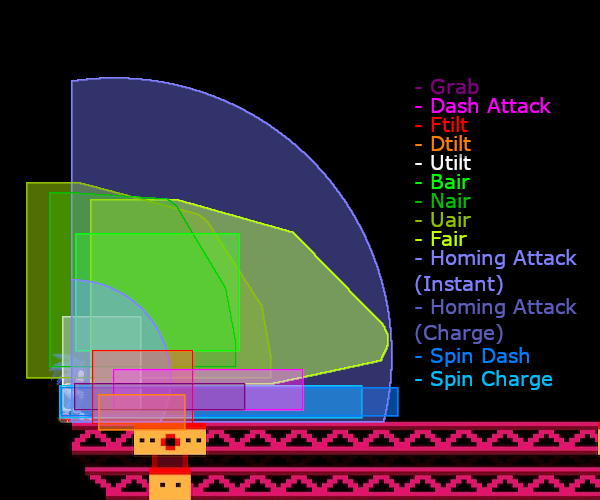 - Grab
- Dash Attack
- Ftilt
- Dtilt
- Utilt
- Bair
- Nair
- Uair
- Fair
- Homing Attack
(Instant)
- Homing Attack
(Charge)
- Spin Dash
- Spin Charge